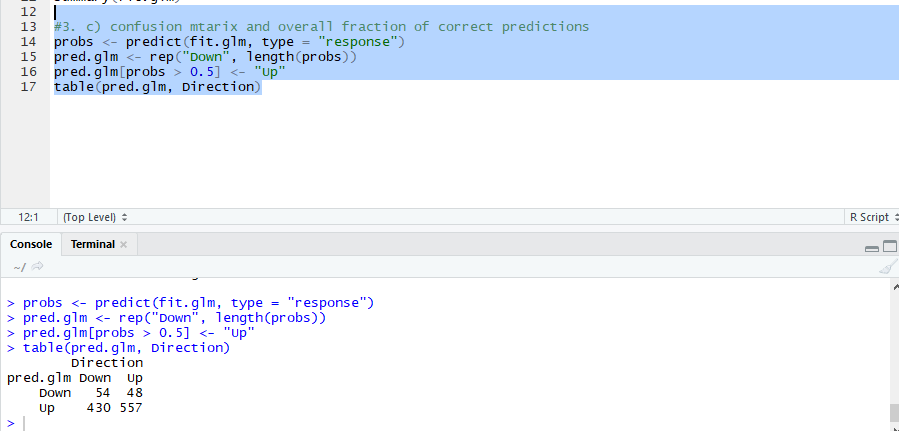 12
13 #3. c) confusion mtarix and overall fraction of correct predictions
14 probs <- predict(fit.glm, type = "response")
15 pred.glm <- rep("Down", length(probs))
16 pred.glm[probs > 0.5] <- "Up"
17 table(pred.glm, Direction)
12:1 (Top Level) R Script
Console Terminal
~/
> probs <- predict(fit.glm, type = "response")
> pred.glm <- rep("Down", length(probs))
> pred.glm[probs > 0.5] <- "Up"
> table(pred.glm, Direction)
Direction
pred.glm Down Up
Down 54 48
Up 430 557
>